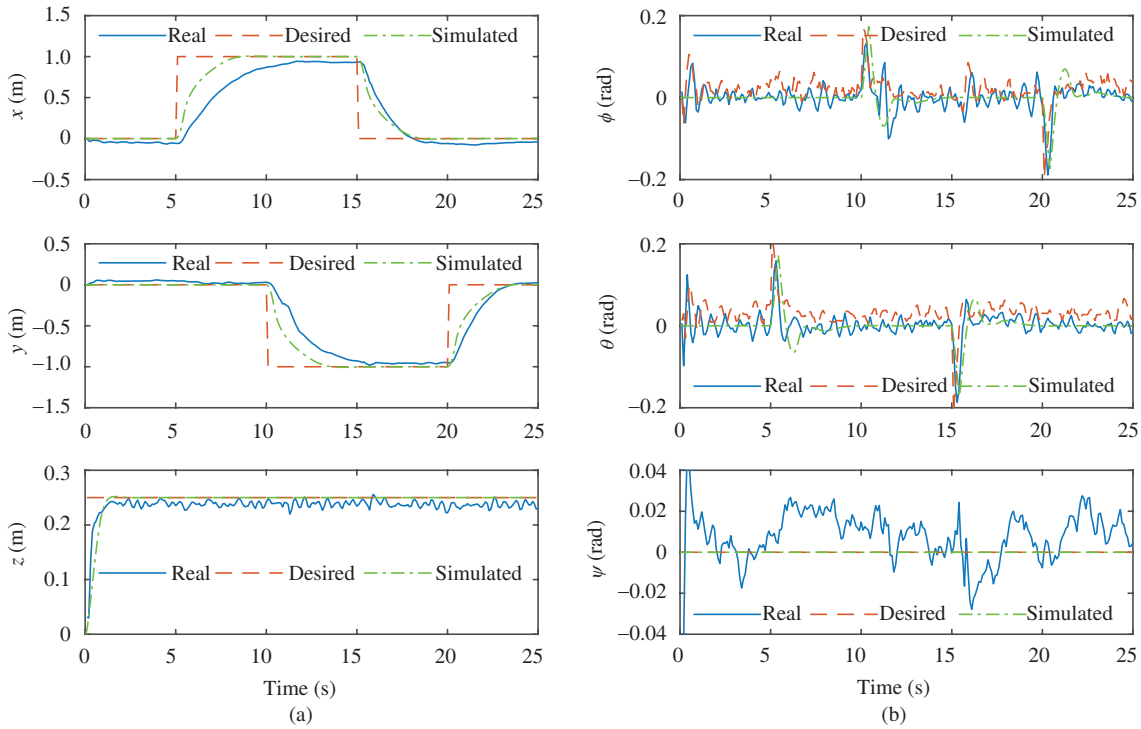 1.5
1.0
0.5
0
−0.5
x (m)
Real Desired Simulated
0 5 10 15 20 25
0.5
0
−0.5
−1.0
−1.5
y (m)
Real Desired Simulated
0 5 10 15 20 25
0.3
0.2
0.1
0
z (m)
Real Desired Simulated
0 5 10 15 20 25
Time (s)
(a)
0.2
0
−0.2
ϕ (rad)
Real Desired Simulated
0 5 10 15 20 25
0.2
0
−0.2
θ (rad)
Real Desired Simulated
0 5 10 15 20 25
0.04
0.02
0
−0.02
−0.04
ψ (rad)
Real Desired Simulated
0 5 10 15 20 25
Time (s)
(b)